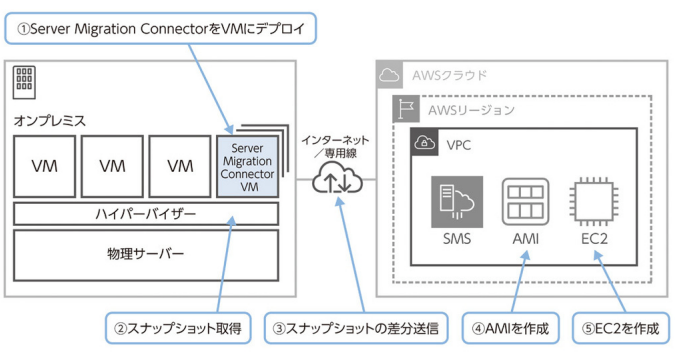 ①Server Migration ConnectorをVMにデプロイ
オンプレミス
VM
VM
VM
Server
Migration
Connector
VM
ハイパーバイザー
物理サーバー
インターネット
／専用線
AWSクラウド
AWSリージョン
VPC
SMS
AMI
EC2
②スナップショット取得
③スナップショットの差分送信
④AMIを作成
⑤EC2を作成